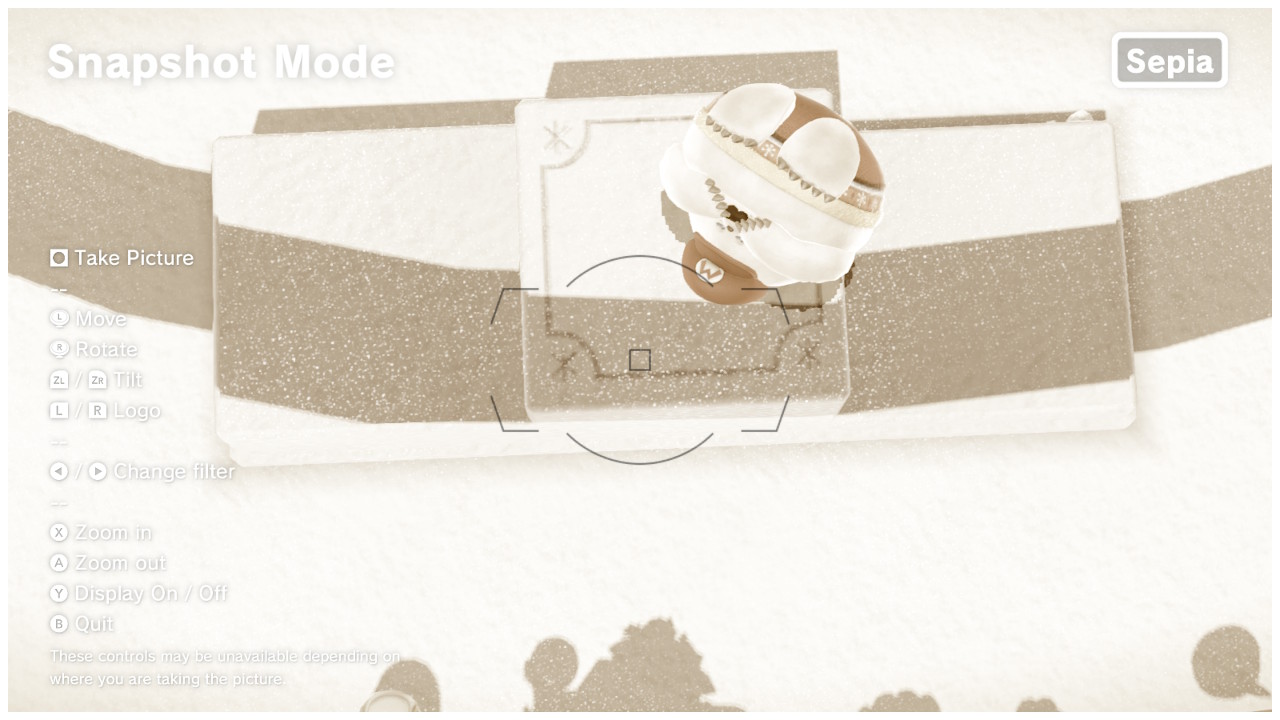 Snapshot Mode
Sepia
Take Picture
--
L Move
R Rotate
ZL / ZR Tilt
L / R Logo
--
/ Change filter
--
X Zoom in
A Zoom out
Y Display On / Off
B Quit
These controls may be unavailable depending on
where you are taking the picture.
W